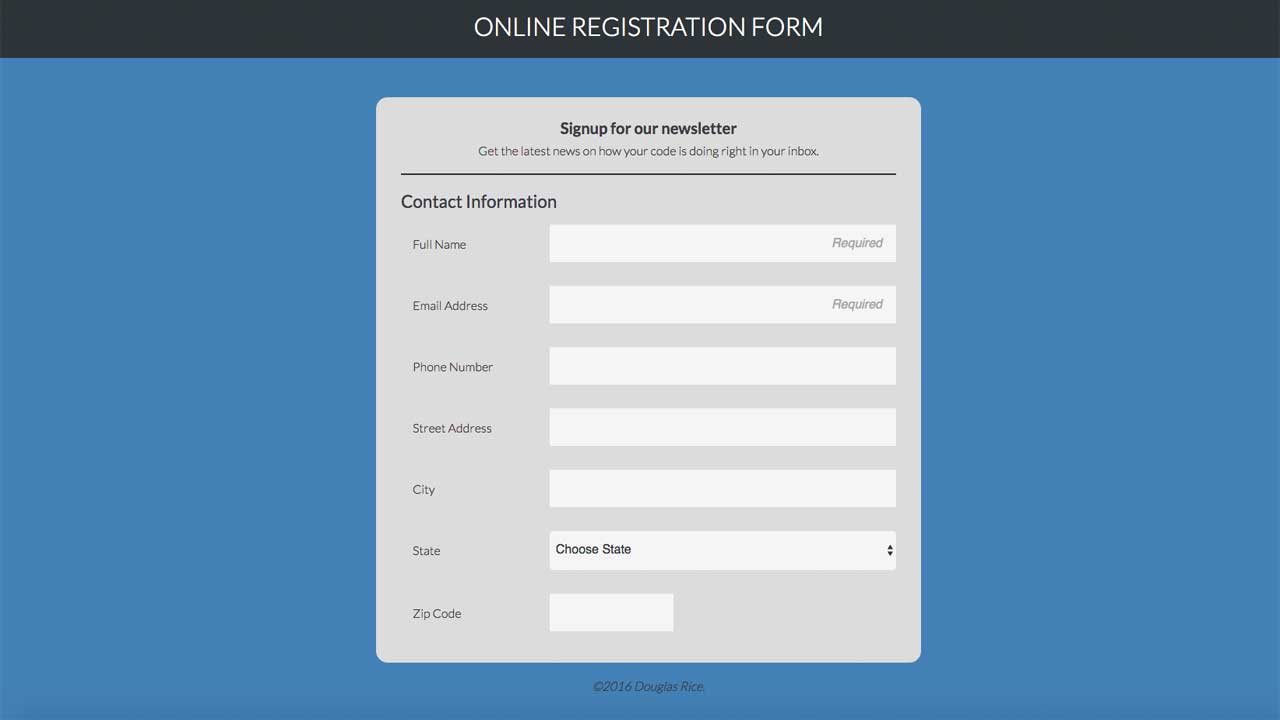 ONLINE REGISTRATION FORM
Signup for our newsletter
Get the latest news on how your code is doing right in your inbox.
Contact Information
Full Name Required
Email Address Required
Phone Number
Street Address
City
State Choose State
Zip Code
©2016 Douglas Rice.